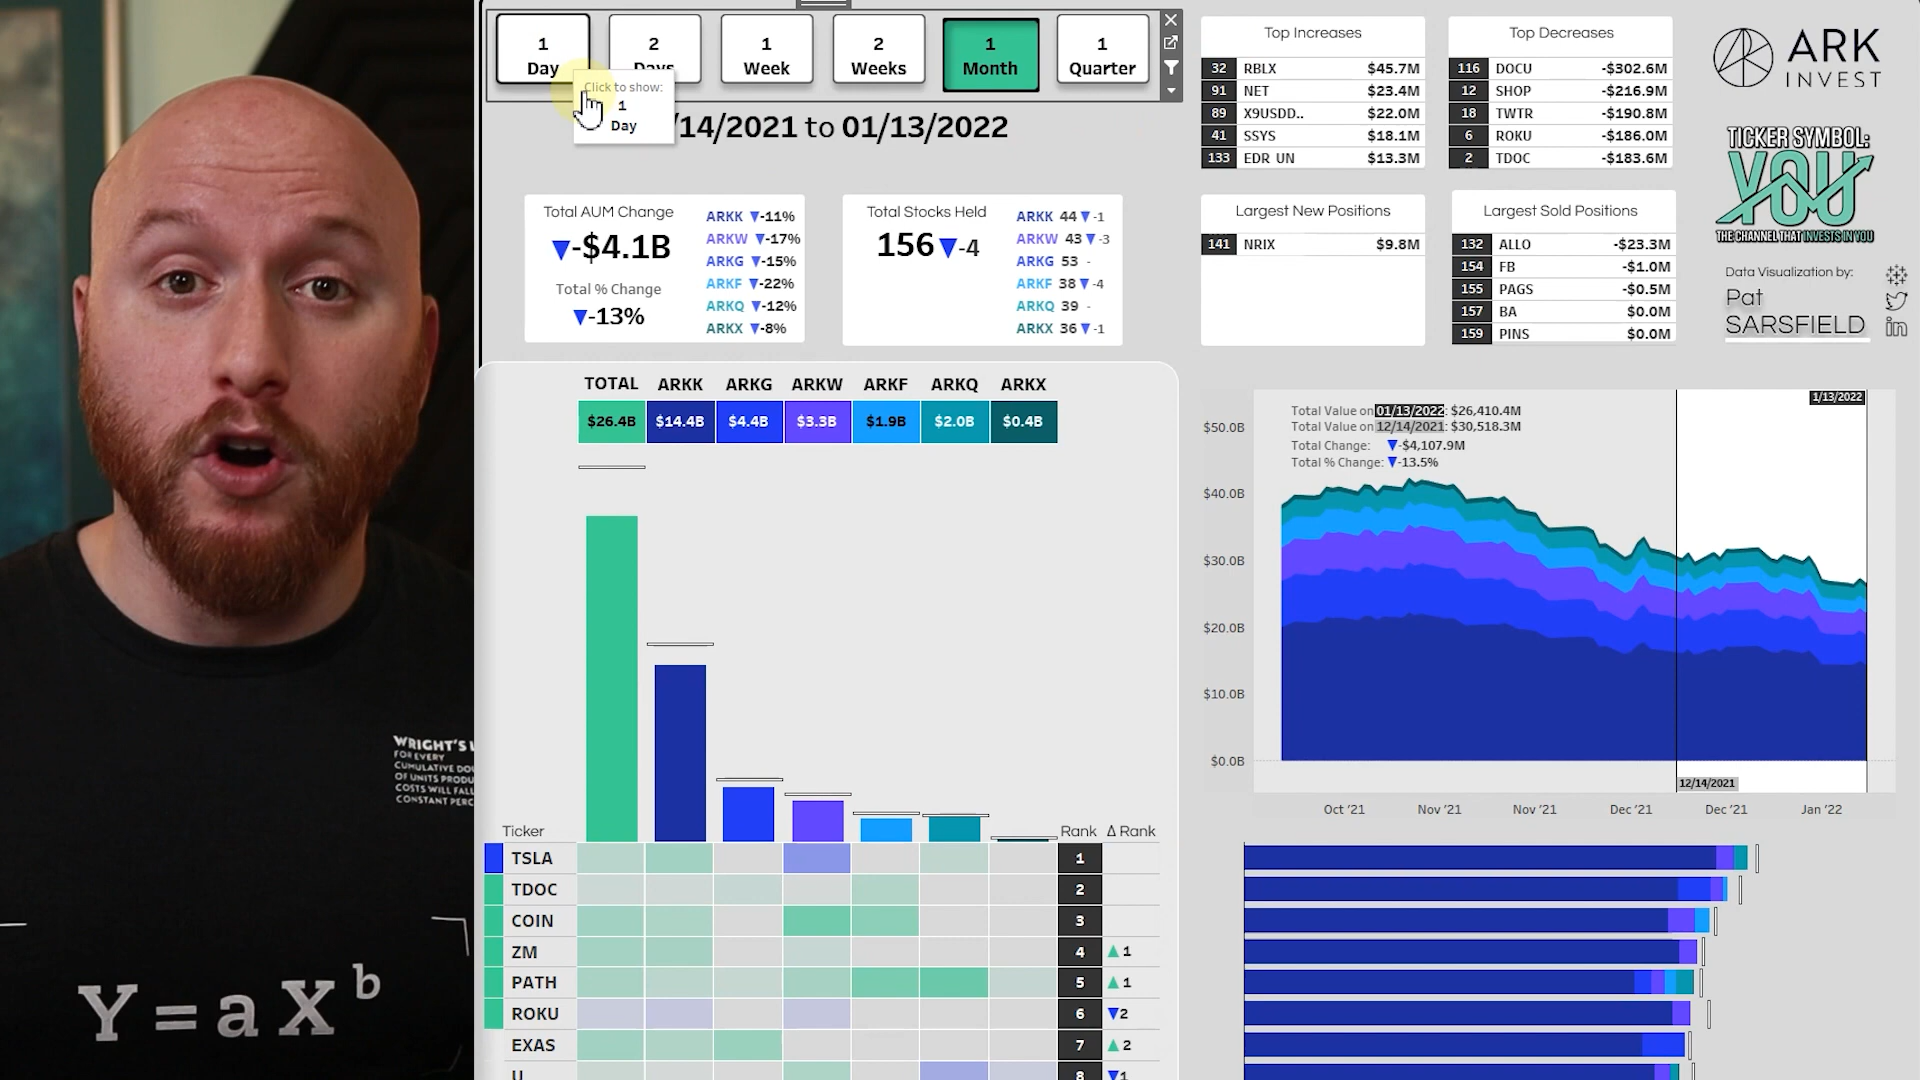 1
Day
2
Days
1
Week
2
Weeks
1
Month
1
Quarter
Click to show:
1
Day
/14/2021 to 01/13/2022
Total AUM Change
▼-$4.1B
Total % Change
▼-13%
ARKK ▼-11%
ARKW ▼-17%
ARKG ▼-15%
ARKF ▼-22%
ARKQ ▼-12%
ARKX ▼-8%
Total Stocks Held
156▼-4
ARKK 44 ▼ -1
ARKW 43 ▼ -3
ARKG 53 -
ARKF 38 ▼ -4
ARKQ 39 -
ARKX 36 ▼ -1
Top Increases
32 RBLX $45.7M
91 NET $23.4M
89 X9USDD.. $22.0M
41 SSYS $18.1M
133 EDR UN $13.3M
Top Decreases
116 DOCU -$302.6M
12 SHOP -$216.9M
18 TWTR -$190.8M
6 ROKU -$186.0M
2 TDOC -$183.6M
Largest New Positions
141 NRIX $9.8M
Largest Sold Positions
132 ALLO -$23.3M
154 FB -$1.0M
155 PAGS -$0.5M
157 BA $0.0M
159 PINS $0.0M
ARK
INVEST
TICKER SYMBOL:
YOU
THE CHANNEL THAT INVESTS IN YOU
Data Visualization by:
Pat
SARSFIELD
TOTAL ARKK ARKG ARKW ARKF ARKQ ARKX
$26.4B $14.4B $4.4B $3.3B $1.9B $2.0B $0.4B
Ticker Rank Δ Rank
TSLA 1
TDOC 2
COIN 3
ZM 4 ▲1
PATH 5 ▲1
ROKU 6 ▼2
EXAS 7 ▲2
U 8 ▼1
1/13/2022
Total Value on 01/13/2022: $26,410.4M
Total Value on 12/14/2021: $30,518.3M
Total Change: ▼-$4,107.9M
Total % Change: ▼-13.5%
$50.0B
$40.0B
$30.0B
$20.0B
$10.0B
$0.0B
12/14/2021
Oct '21 Nov '21 Nov '21 Dec '21 Dec '21 Jan '22
WRIGHT'S
FOR EVERY
CUMULATIVE
OF UNITS
COSTS WILL
CONSTANT
Y = a X b